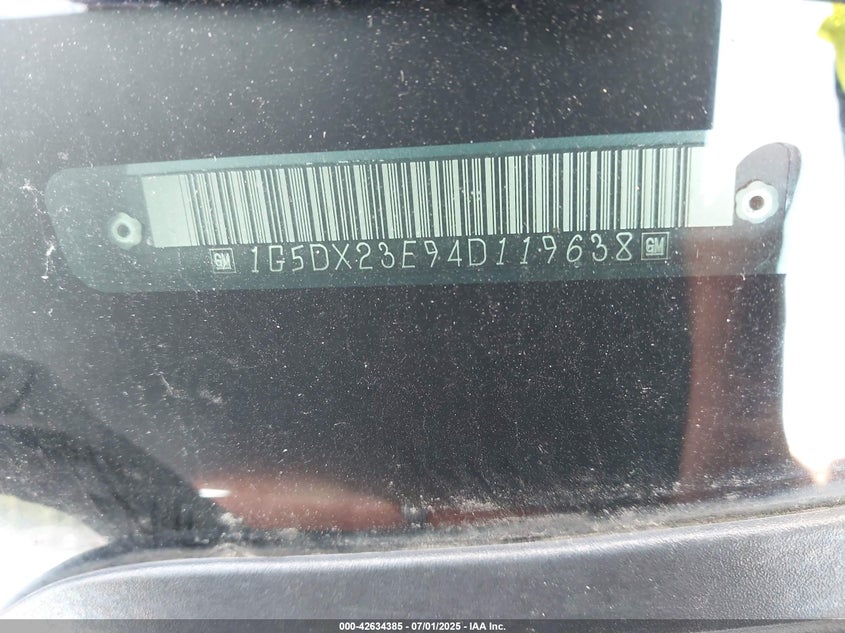 GM 1G5DX23E94D119638 GM
000-42634385 - 07/01/2025 - IAA Inc.